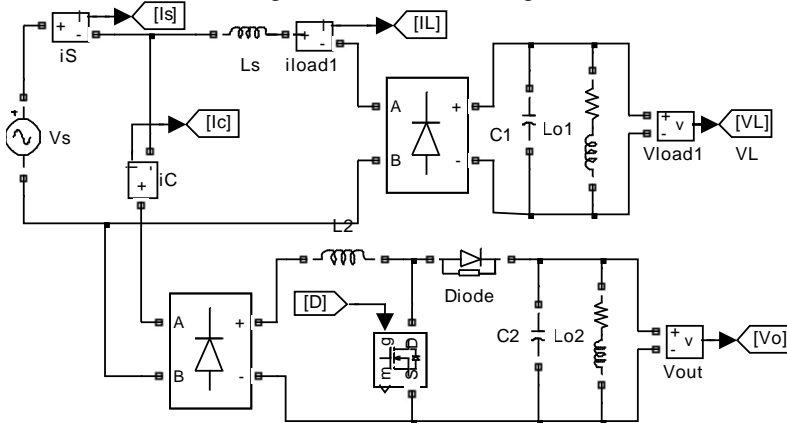 [Is]
+
-
iS
Ls
+
-
iload1
[IL]
+
Vs
[Ic]
-
+
iC
A
B
+
-
C1
Lo1
+
-
v
Vload1
[VL]
VL
L2
[D]
Diode
A
B
+
-
g
D
m
S
C2
Lo2
+
-
v
Vout
[Vo]